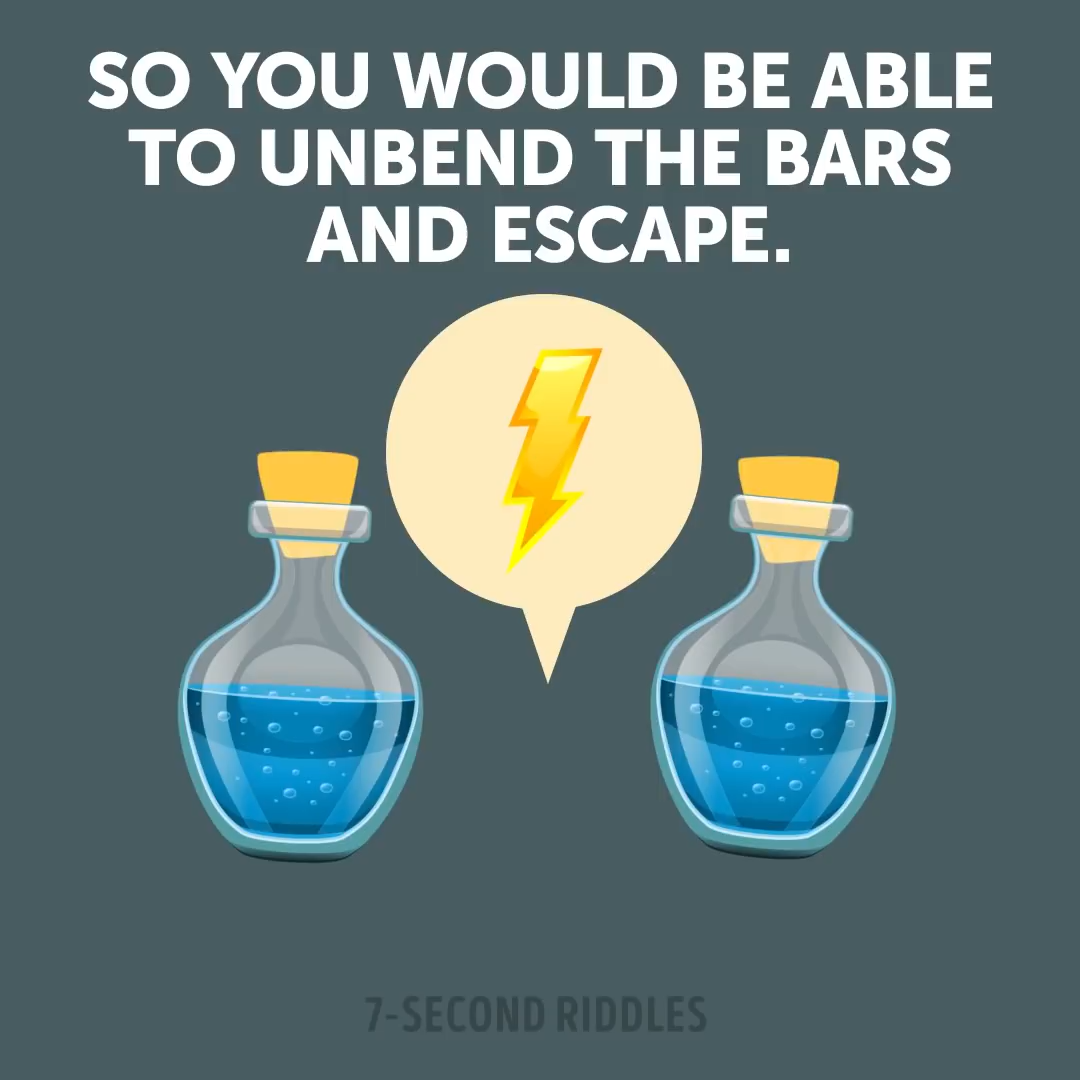 SO YOU WOULD BE ABLE
TO UNBEND THE BARS
AND ESCAPE.
7-SECOND RIDDLES